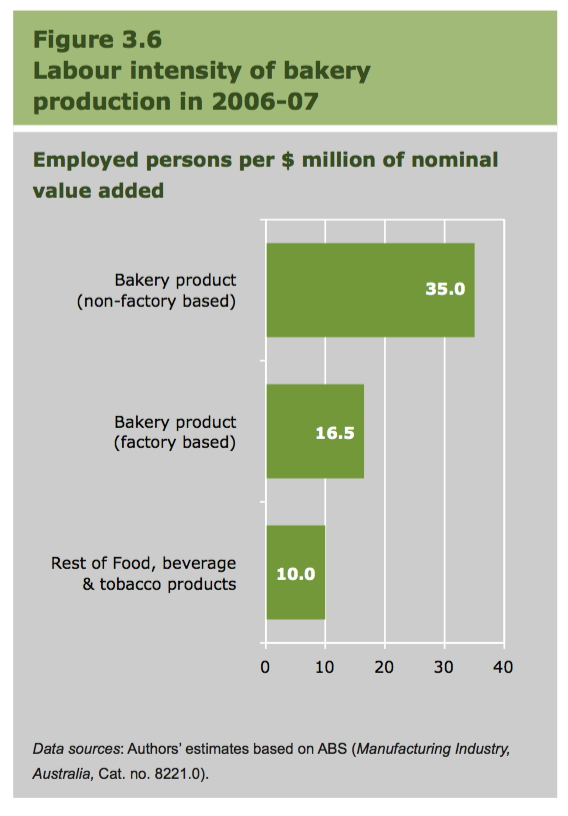 Figure 3.6
Labour intensity of bakery
production in 2006-07
Employed persons per $ million of nominal
value added
Bakery product
(non-factory based)
35.0
Bakery product
(factory based)
16.5
Rest of Food, beverage
& tobacco products
10.0
0 10 20 30 40
Data sources: Authors’ estimates based on ABS (Manufacturing Industry,
Australia, Cat. no. 8221.0).